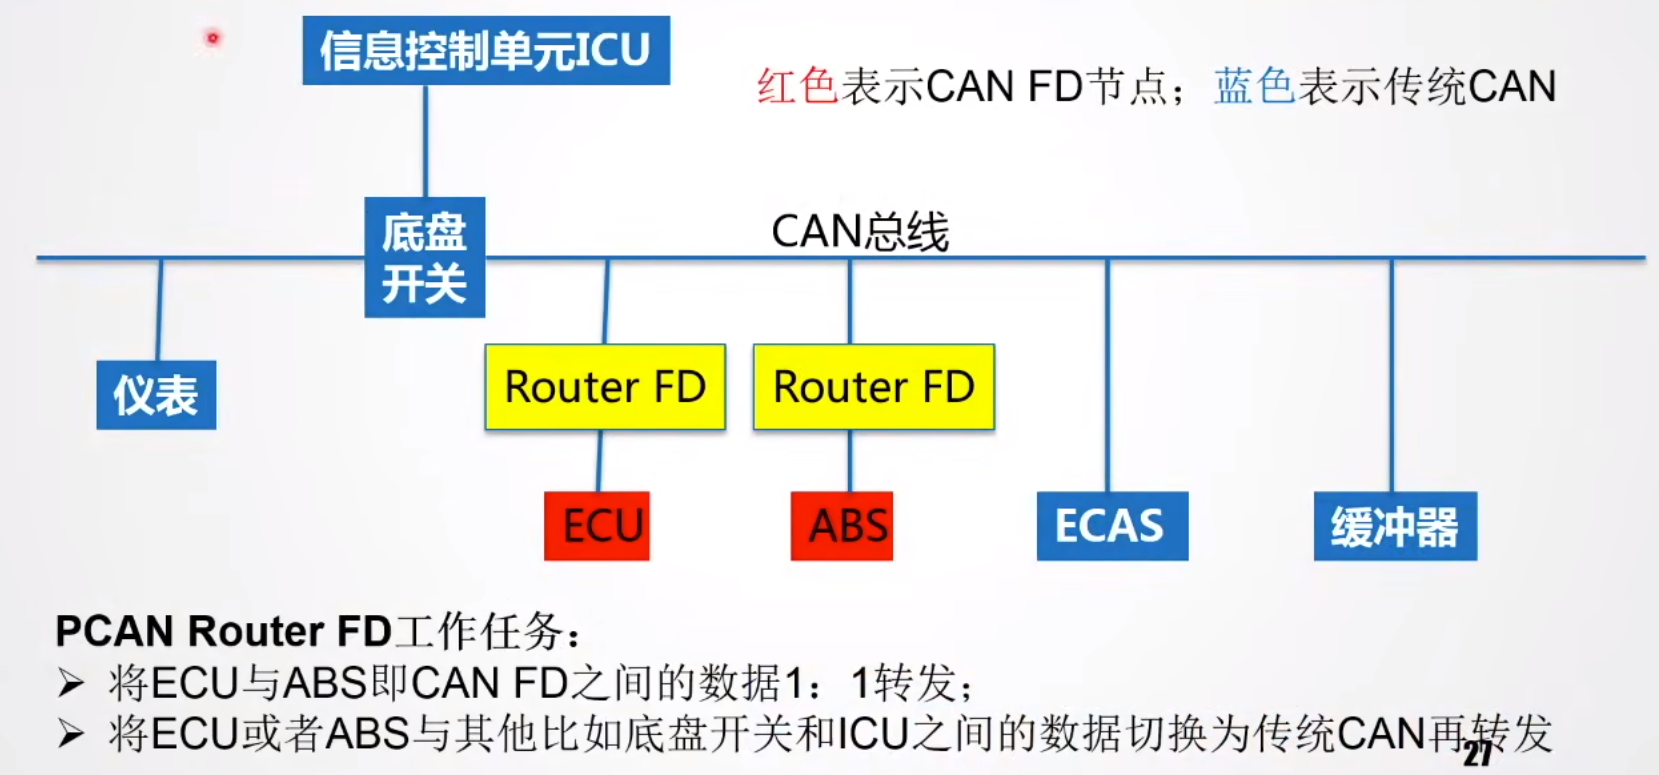 信息控制单元ICU
红色表示CAN FD节点；蓝色表示传统CAN
底盘
开关
CAN总线
仪表
Router FD
Router FD
ECU
ABS
ECAS
缓冲器
PCAN Router FD工作任务：
➢ 将ECU与ABS即CAN FD之间的数据1：1转发；
➢ 将ECU或者ABS与其他比如底盘开关和ICU之间的数据切换为传统CAN再转发
27